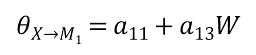 θ_{X→M_1} = a_{11} + a_{13}W